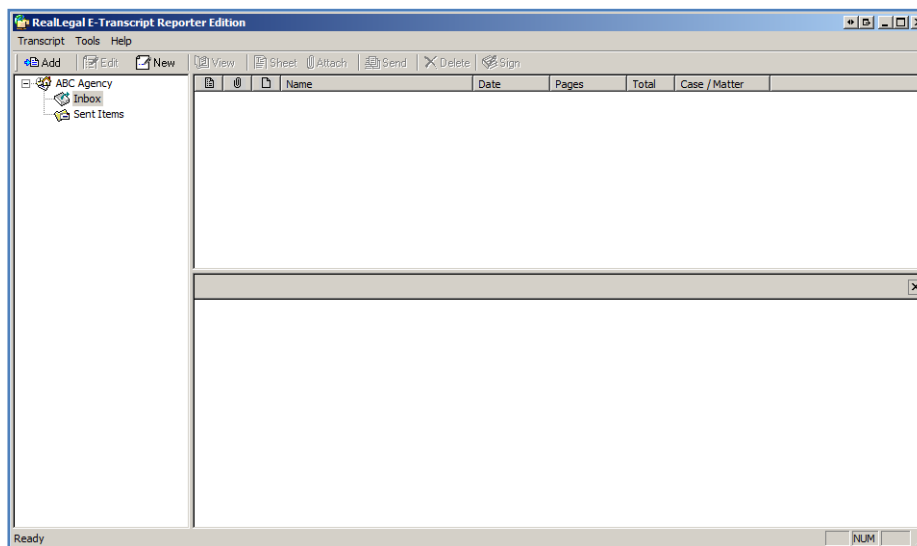 RealLegal E-Transcript Reporter Edition
Transcript Tools Help
Add Edit New View Sheet Attach Send Delete Sign
ABC Agency
Inbox
Sent Items
Name Date Pages Total Case / Matter
Ready NUM